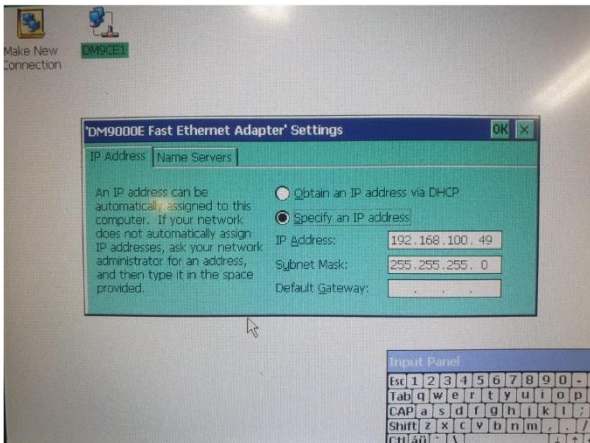 Make New
Connection
DM9CE1
'DM9000E Fast Ethernet Adapter' Settings
OK ×
IP Address
Name Servers
An IP address can be
automatically assigned to this
computer. If your network
does not automatically assign
IP addresses, ask your network
administrator for an address,
and then type it in the space
provided.
Obtain an IP address via DHCP
Specify an IP address
IP Address: 192.168.100. 49
Subnet Mask: 255.255.255. 0
Default Gateway: . . .
Input Panel
Esc 1 2 3 4 5 6 7 8 9 0 -
Tab q w e r t y u i o p
CAP a s d f g h j k l ;
Shift z x c v b n m , . /
Ctl áü ` \